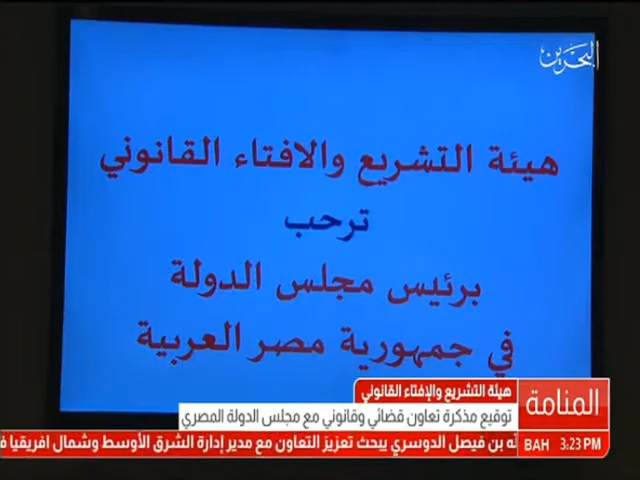 البحرين
هيئة التشريع والافتاء القانوني
ترحب
برئيس مجلس الدولة
في جمهورية مصر العربية
هيئة التشريع والإفتاء القانوني
المنامة
توقيع مذكرة تعاون قضائي وقانوني مع مجلس الدولة المصري
BAH 3:23 PM
بن فيصل الدوسري يبحث تعزيز التعاون مع مدير إدارة الشرق الأوسط وشمال افريقيا